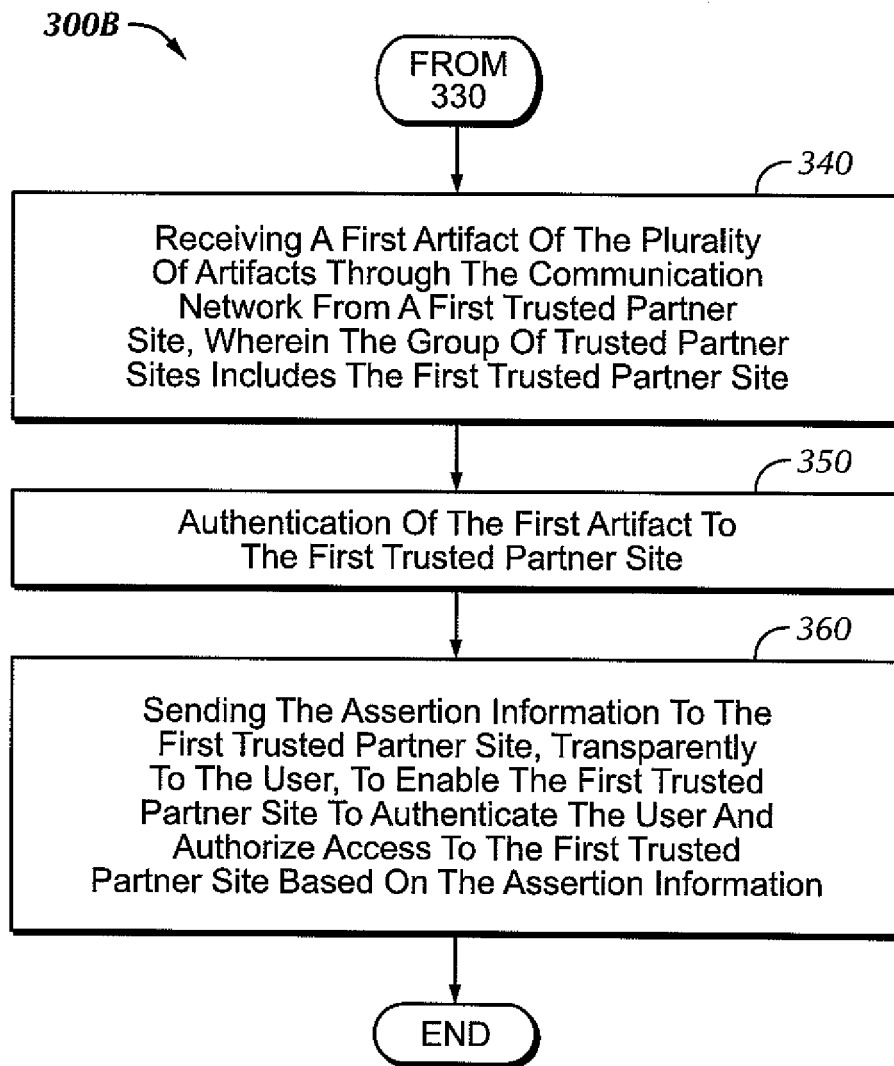 300B
FROM
330
340
Receiving A First Artifact Of The Plurality
Of Artifacts Through The Communication
Network From A First Trusted Partner
Site, Wherein The Group Of Trusted Partner
Sites Includes The First Trusted Partner Site
350
Authentication Of The First Artifact To
The First Trusted Partner Site
360
Sending The Assertion Information To The
First Trusted Partner Site, Transparently
To The User, To Enable The First Trusted
Partner Site To Authenticate The User And
Authorize Access To The First Trusted
Partner Site Based On The Assertion Information
END